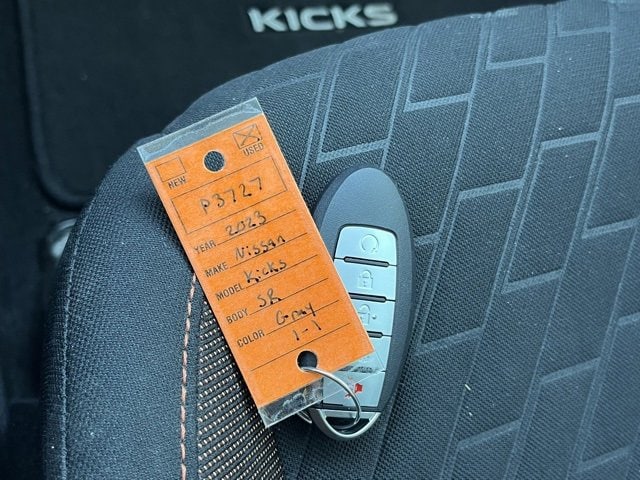 KICKS
NEW USED
P3727
YEAR 2023
MAKE Nissan
MODEL Kicks
BODY SR
COLOR Gray
1-1